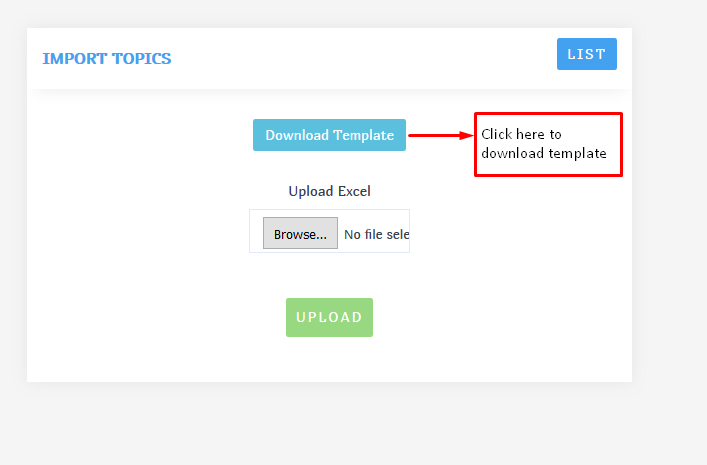 IMPORT TOPICS
LIST
Download Template
Click here to
download template
Upload Excel
Browse... No file sele
UPLOAD